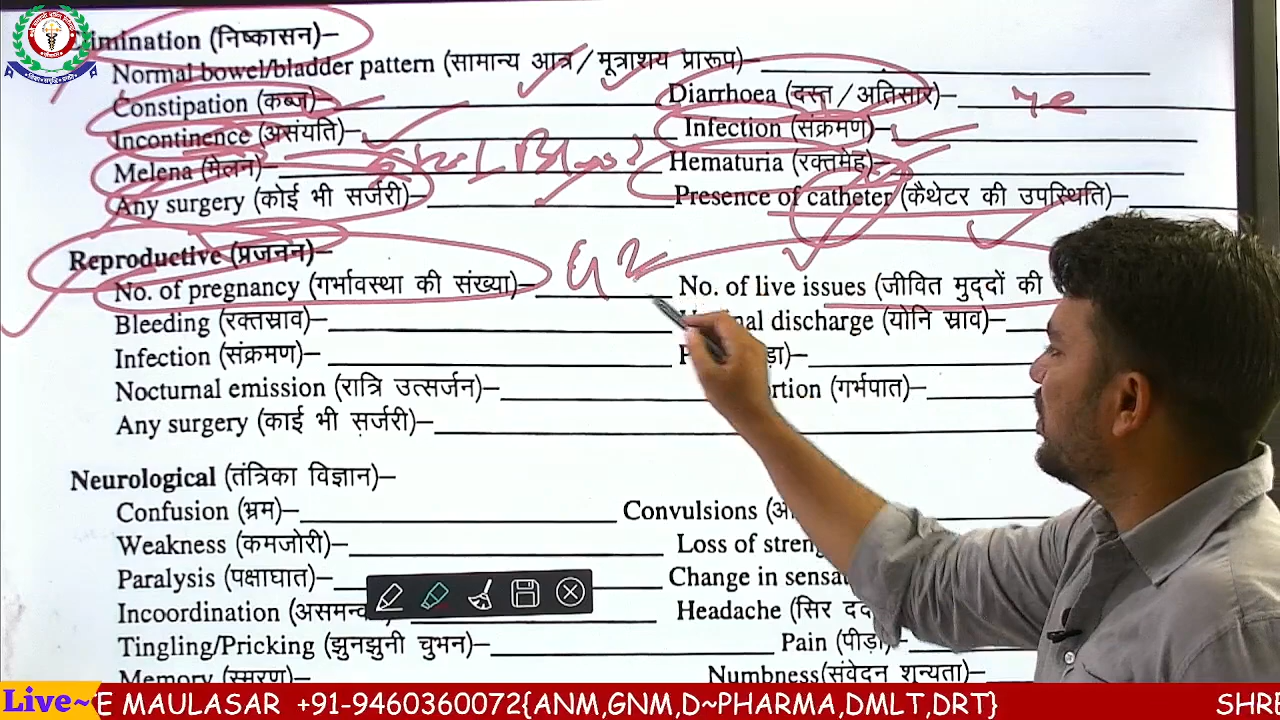 Elimination (निष्कासन)–
Normal bowel/bladder pattern (सामान्य आत्र / मूत्राशय प्रारूप)–
Constipation (कब्ज)– Diarrhoea (दस्त / अतिसार)–
Incontinence (असंयति)– Infection (संक्रमण)–
Melena (मेलन)– Hematuria (रक्तमेह)–
Any surgery (कोई भी सर्जरी)– Presence of catheter (कैथेटर की उपस्थिति)–
Reproductive (प्रजनन)– G2
No. of pregnancy (गर्भावस्था की संख्या)– No. of live issues (जीवित मुद्दों की
Bleeding (रक्तस्राव)– discharge (योनि स्राव)–
Infection (संक्रमण)–
Nocturnal emission (रात्रि उत्सर्जन)– (गर्भपात)–
Any surgery (काई भी सर्जरी)–
Neurological (तंत्रिका विज्ञान)–
Confusion (भ्रम)– Convulsions
Weakness (कमजोरी)– Loss of
Paralysis (पक्षाघात)– Change in
Incoordination Headache (सिर
Tingling/Pricking (झुनझुनी चुभन)– Pain (पीड़ा)–
Memory (स्मरण)– Numbness(संवेदन शून्यता)–
Live~ E MAULASAR +91-9460360072{ANM,GNM,D~PHARMA,DMLT,DRT} SHRE